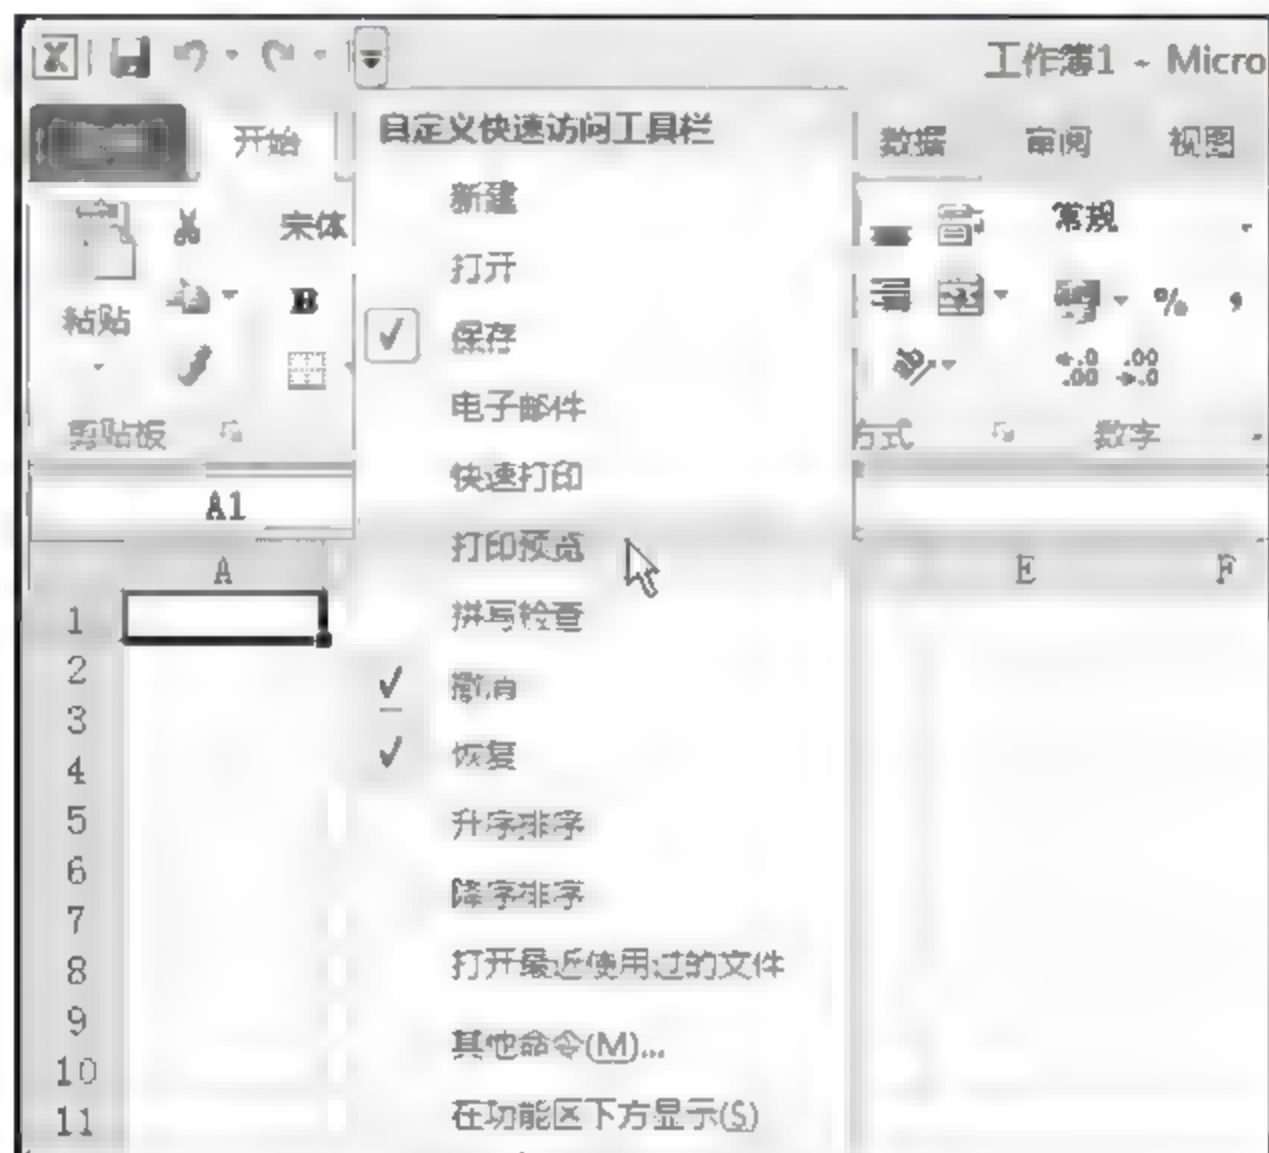 工作簿1 - Micro
开始
数据 审阅 视图
自定义快速访问工具栏
新建
打开
保存
电子邮件
快速打印
打印预览
拼写检查
撤消
恢复
升序排序
降序排序
打开最近使用过的文件
其他命令(M)...
在功能区下方显示(S)
宋体
常规
粘贴
B
% ,
.0 .00
.00 .0
剪贴板
方式
数字
A1
A E F
1
2
3
4
5
6
7
8
9
10
11